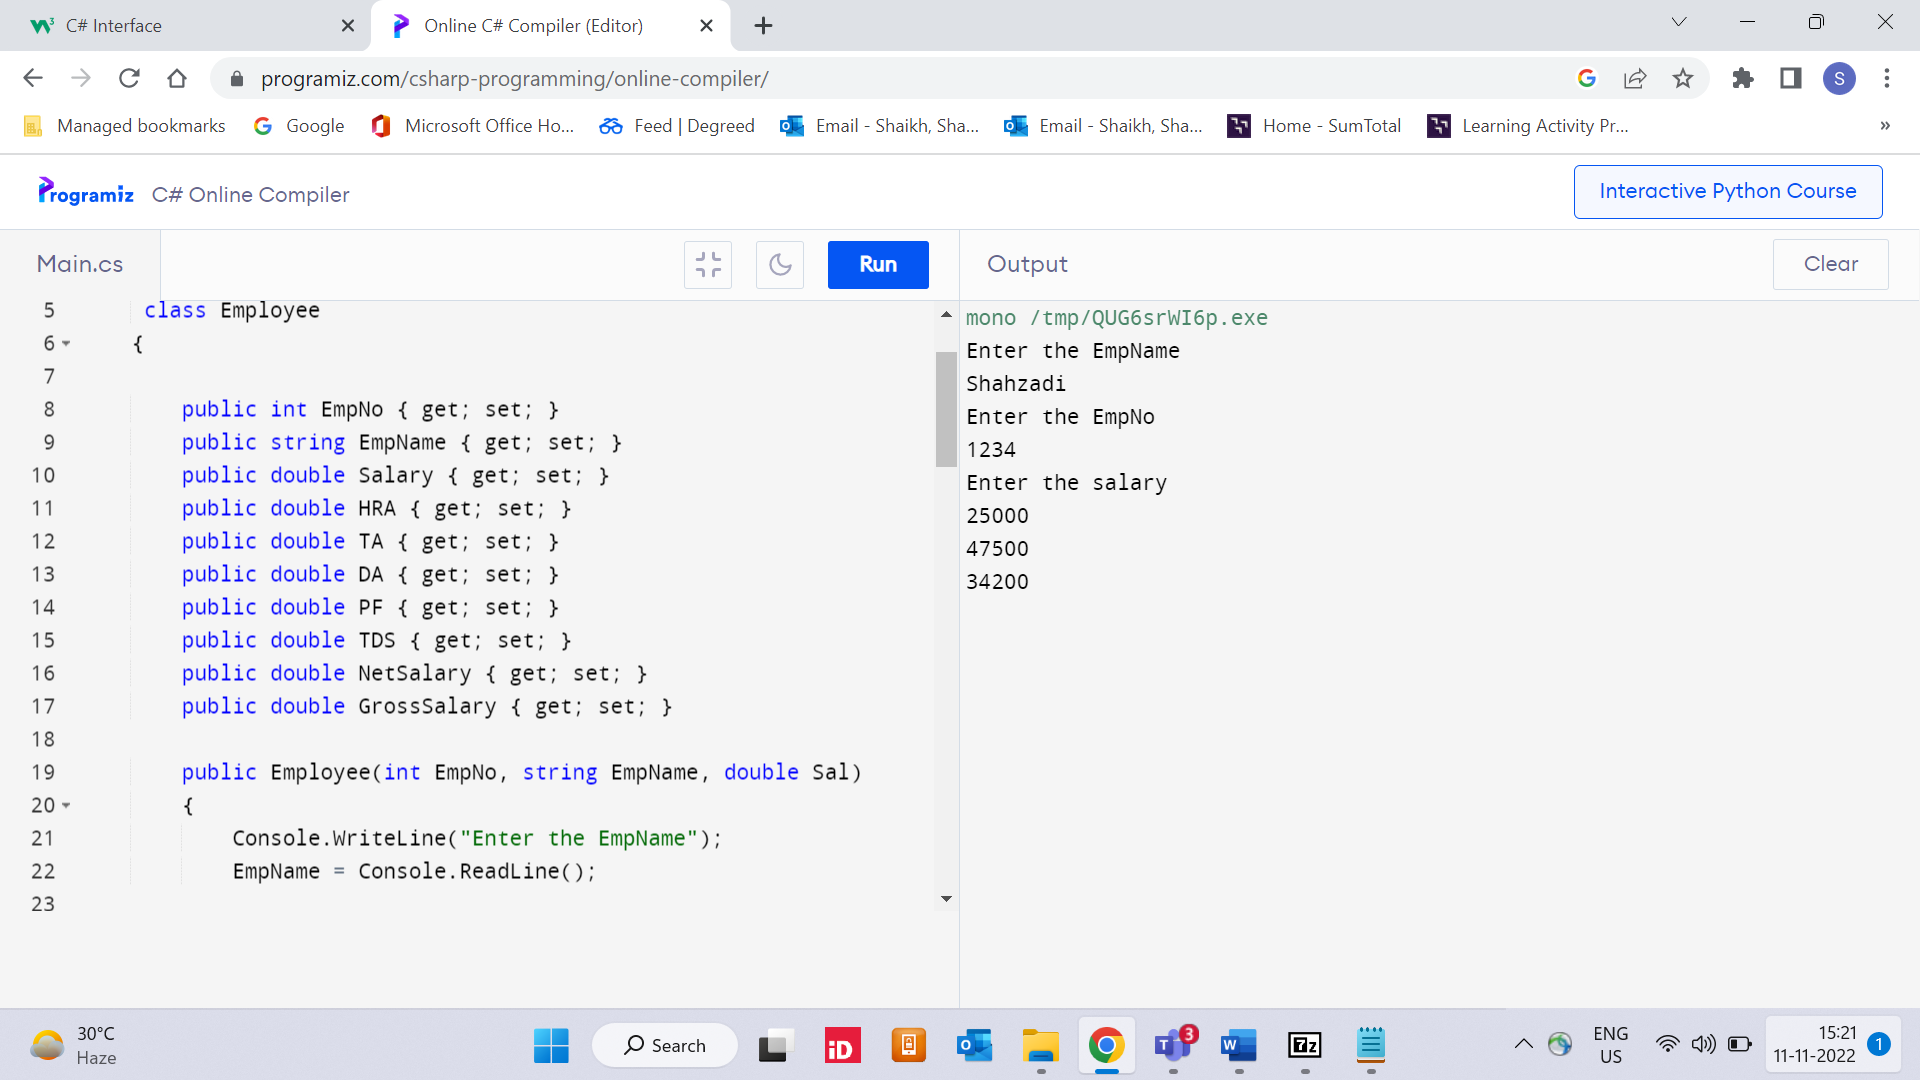 C# Interface
Online C# Compiler (Editor)
programiz.com/csharp-programming/online-compiler/
S
Managed bookmarks
Google
Microsoft Office Ho...
Feed | Degreed
Email - Shaikh, Sha...
Email - Shaikh, Sha...
Home - SumTotal
Learning Activity Pr...
»
Programiz
C# Online Compiler
Interactive Python Course
Main.cs
Run
Output
Clear
5 class Employee
6 {
7
8 public int EmpNo { get; set; }
9 public string EmpName { get; set; }
10 public double Salary { get; set; }
11 public double HRA { get; set; }
12 public double TA { get; set; }
13 public double DA { get; set; }
14 public double PF { get; set; }
15 public double TDS { get; set; }
16 public double NetSalary { get; set; }
17 public double GrossSalary { get; set; }
18
19 public Employee(int EmpNo, string EmpName, double Sal)
20 {
21 Console.WriteLine("Enter the EmpName");
22 EmpName = Console.ReadLine();
23
mono /tmp/QUG6srWI6p.exe
Enter the EmpName
Shahzadi
Enter the EmpNo
1234
Enter the salary
25000
47500
34200
30°C
Haze
Search
iD
3
7z
ENG
US
15:21
11-11-2022
1